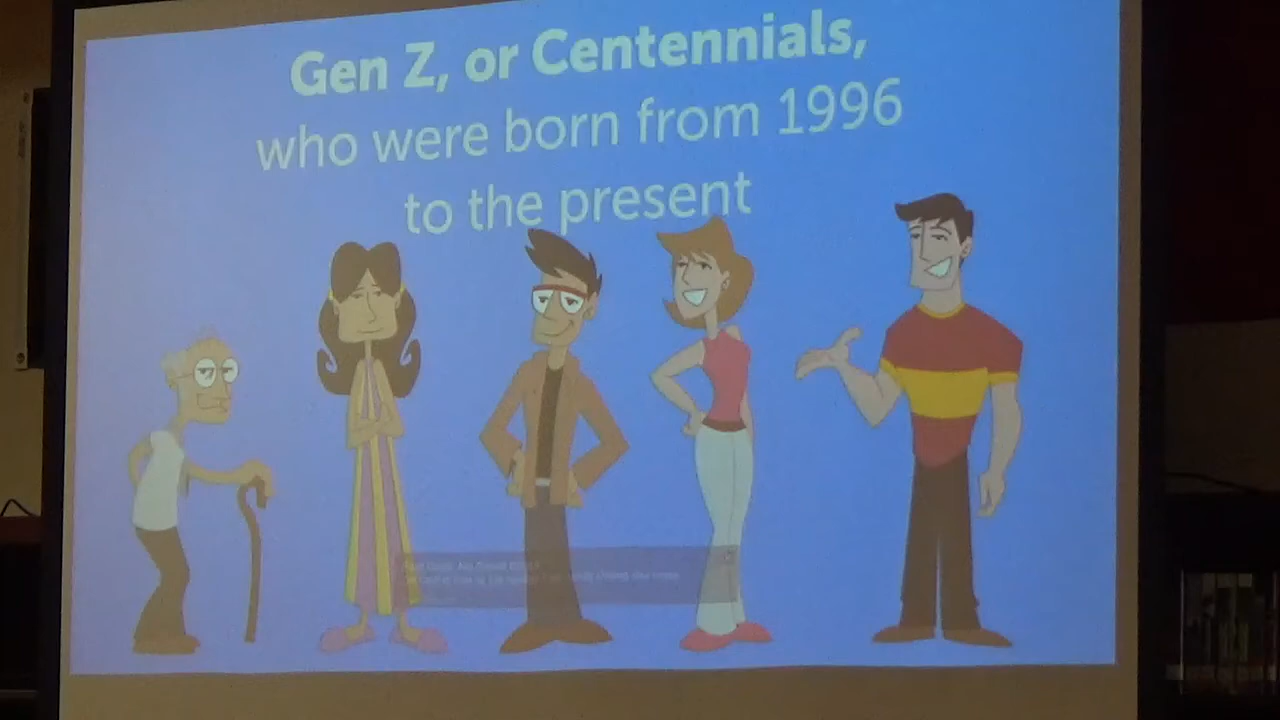 Gen Z, or Centennials,
who were born from 1996
to the present